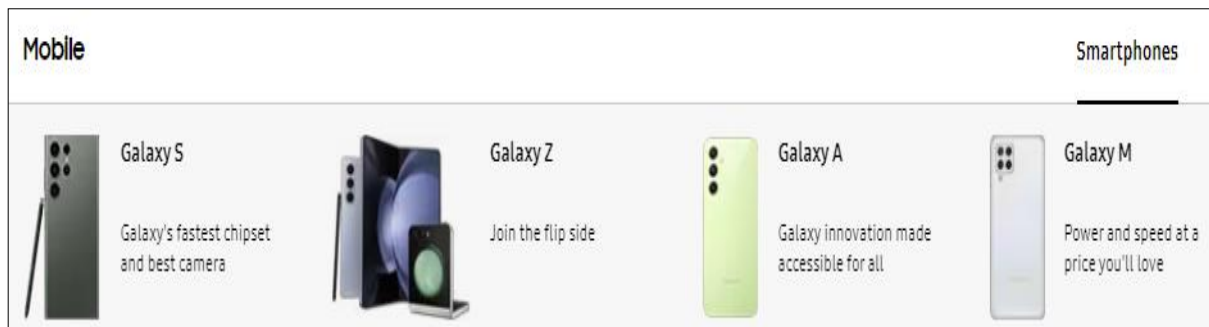 Mobile
Smartphones
Galaxy S
Galaxy's fastest chipset
and best camera
Galaxy Z
Join the flip side
Galaxy A
Galaxy innovation made
accessible for all
Galaxy M
Power and speed at a
price you'll love